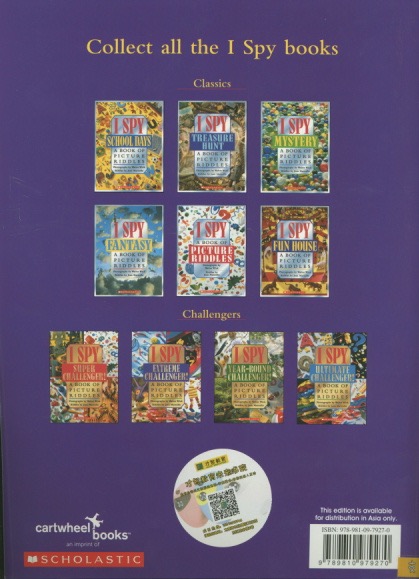 Collect all the I Spy books
Classics
I SPY
SCHOOL DAYS
A BOOK OF
PICTURE
RIDDLES
I SPY
TREASURE
HUNT
A BOOK OF
PICTURE
RIDDLES
I SPY
MYSTERY
A BOOK OF
PICTURE
RIDDLES
I SPY
FANTASY
A BOOK OF
PICTURE
RIDDLES
I SPY
A BOOK OF
PICTURE
RIDDLES
I SPY
FUN HOUSE
A BOOK OF
PICTURE
RIDDLES
Challengers
I SPY
SUPER
CHALLENGER!
A BOOK OF
PICTURE
RIDDLES
I SPY
EXTREME
CHALLENGER!
A BOOK OF
PICTURE
RIDDLES
I SPY
YEAR-ROUND
CHALLENGER!
A BOOK OF
PICTURE
RIDDLES
I SPY
ULTIMATE
CHALLENGER!
A BOOK OF
PICTURE
RIDDLES
cartwheel
books
an imprint of
SCHOLASTIC
This edition is available
for distribution in Asia only.
ISBN: 978-981-09-7927-0
9 789810 979270